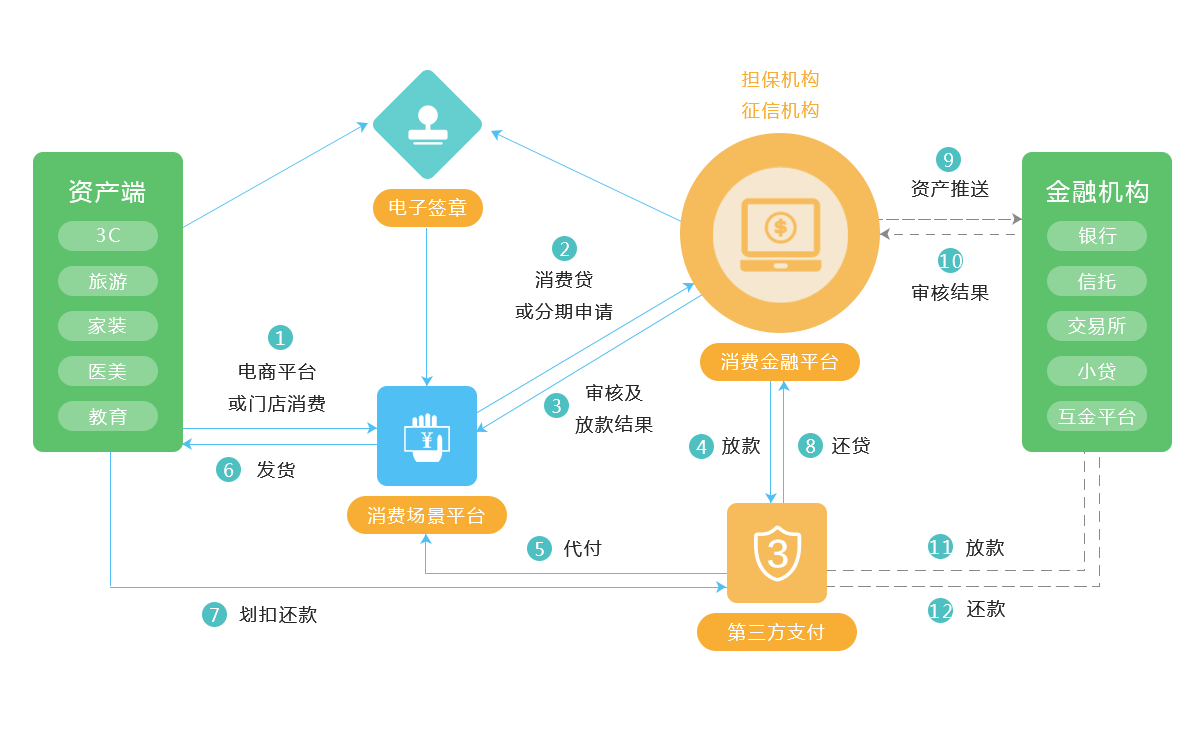 担保机构
征信机构
资产端
3C
旅游
家装
医美
教育
电子签章
1
电商平台
或门店消费
6
发货
2
消费贷
或分期申请
3
审核及
放款结果
¥
消费场景平台
$
消费金融平台
4
放款
8
还贷
9
资产推送
10
审核结果
金融机构
银行
信托
交易所
小贷
互金平台
5
代付
7
划扣还款
3
第三方支付
11
放款
12
还款